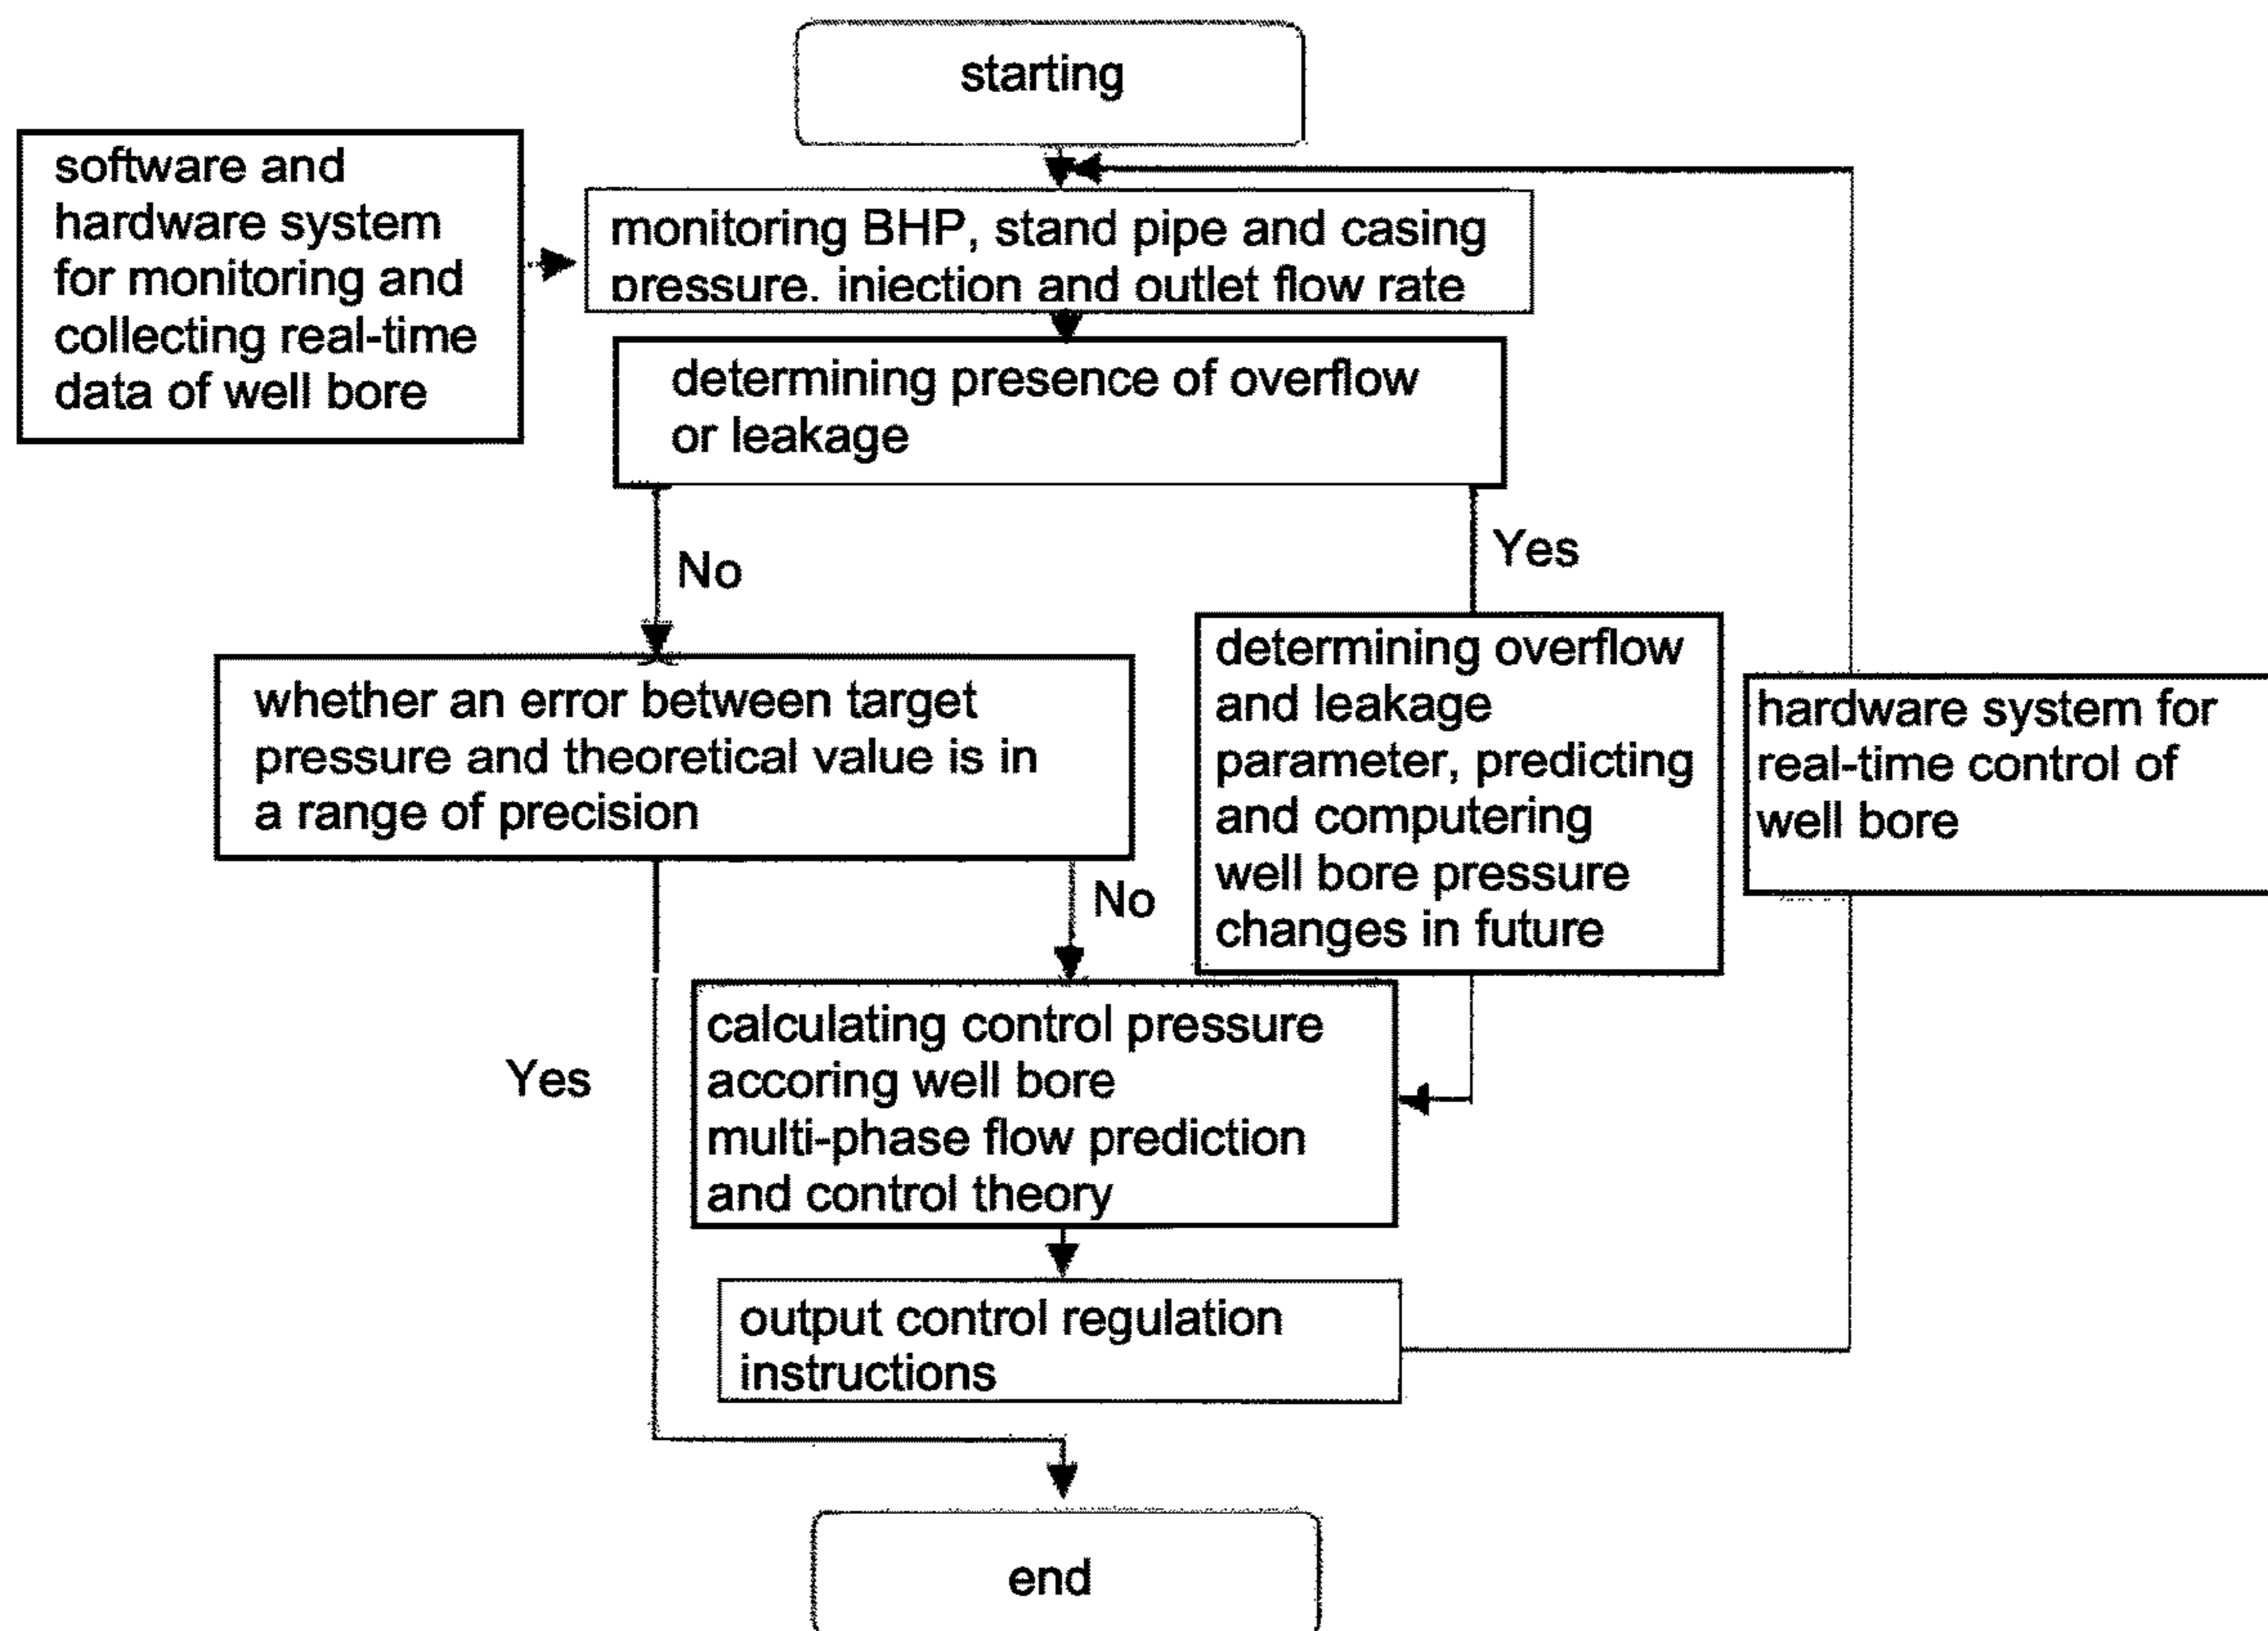 starting
software and
hardware system
for monitoring and
collecting real-time
data of well bore
monitoring BHP, stand pipe and casing
pressure, injection and outlet flow rate
determining presence of overflow
or leakage
No
Yes
whether an error between target
pressure and theoretical value is in
a range of precision
determining overflow
and leakage
parameter, predicting
and computering
well bore pressure
changes in future
hardware system for
real-time control of
well bore
No
Yes
calculating control pressure
accoring well bore
multi-phase flow prediction
and control theory
output control regulation
instructions
end